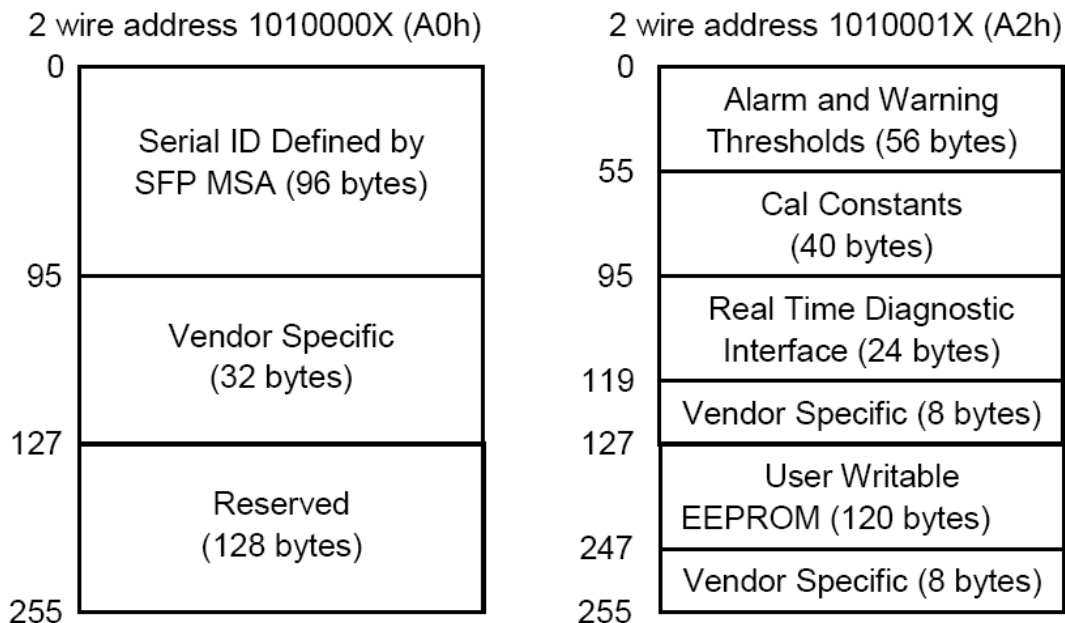 2 wire address 1010000X (A0h)
0
Serial ID Defined by
SFP MSA (96 bytes)
95
Vendor Specific
(32 bytes)
127
Reserved
(128 bytes)
255
2 wire address 1010001X (A2h)
0
Alarm and Warning
Thresholds (56 bytes)
55
Cal Constants
(40 bytes)
95
Real Time Diagnostic
Interface (24 bytes)
119
Vendor Specific (8 bytes)
127
User Writable
EEPROM (120 bytes)
247
Vendor Specific (8 bytes)
255